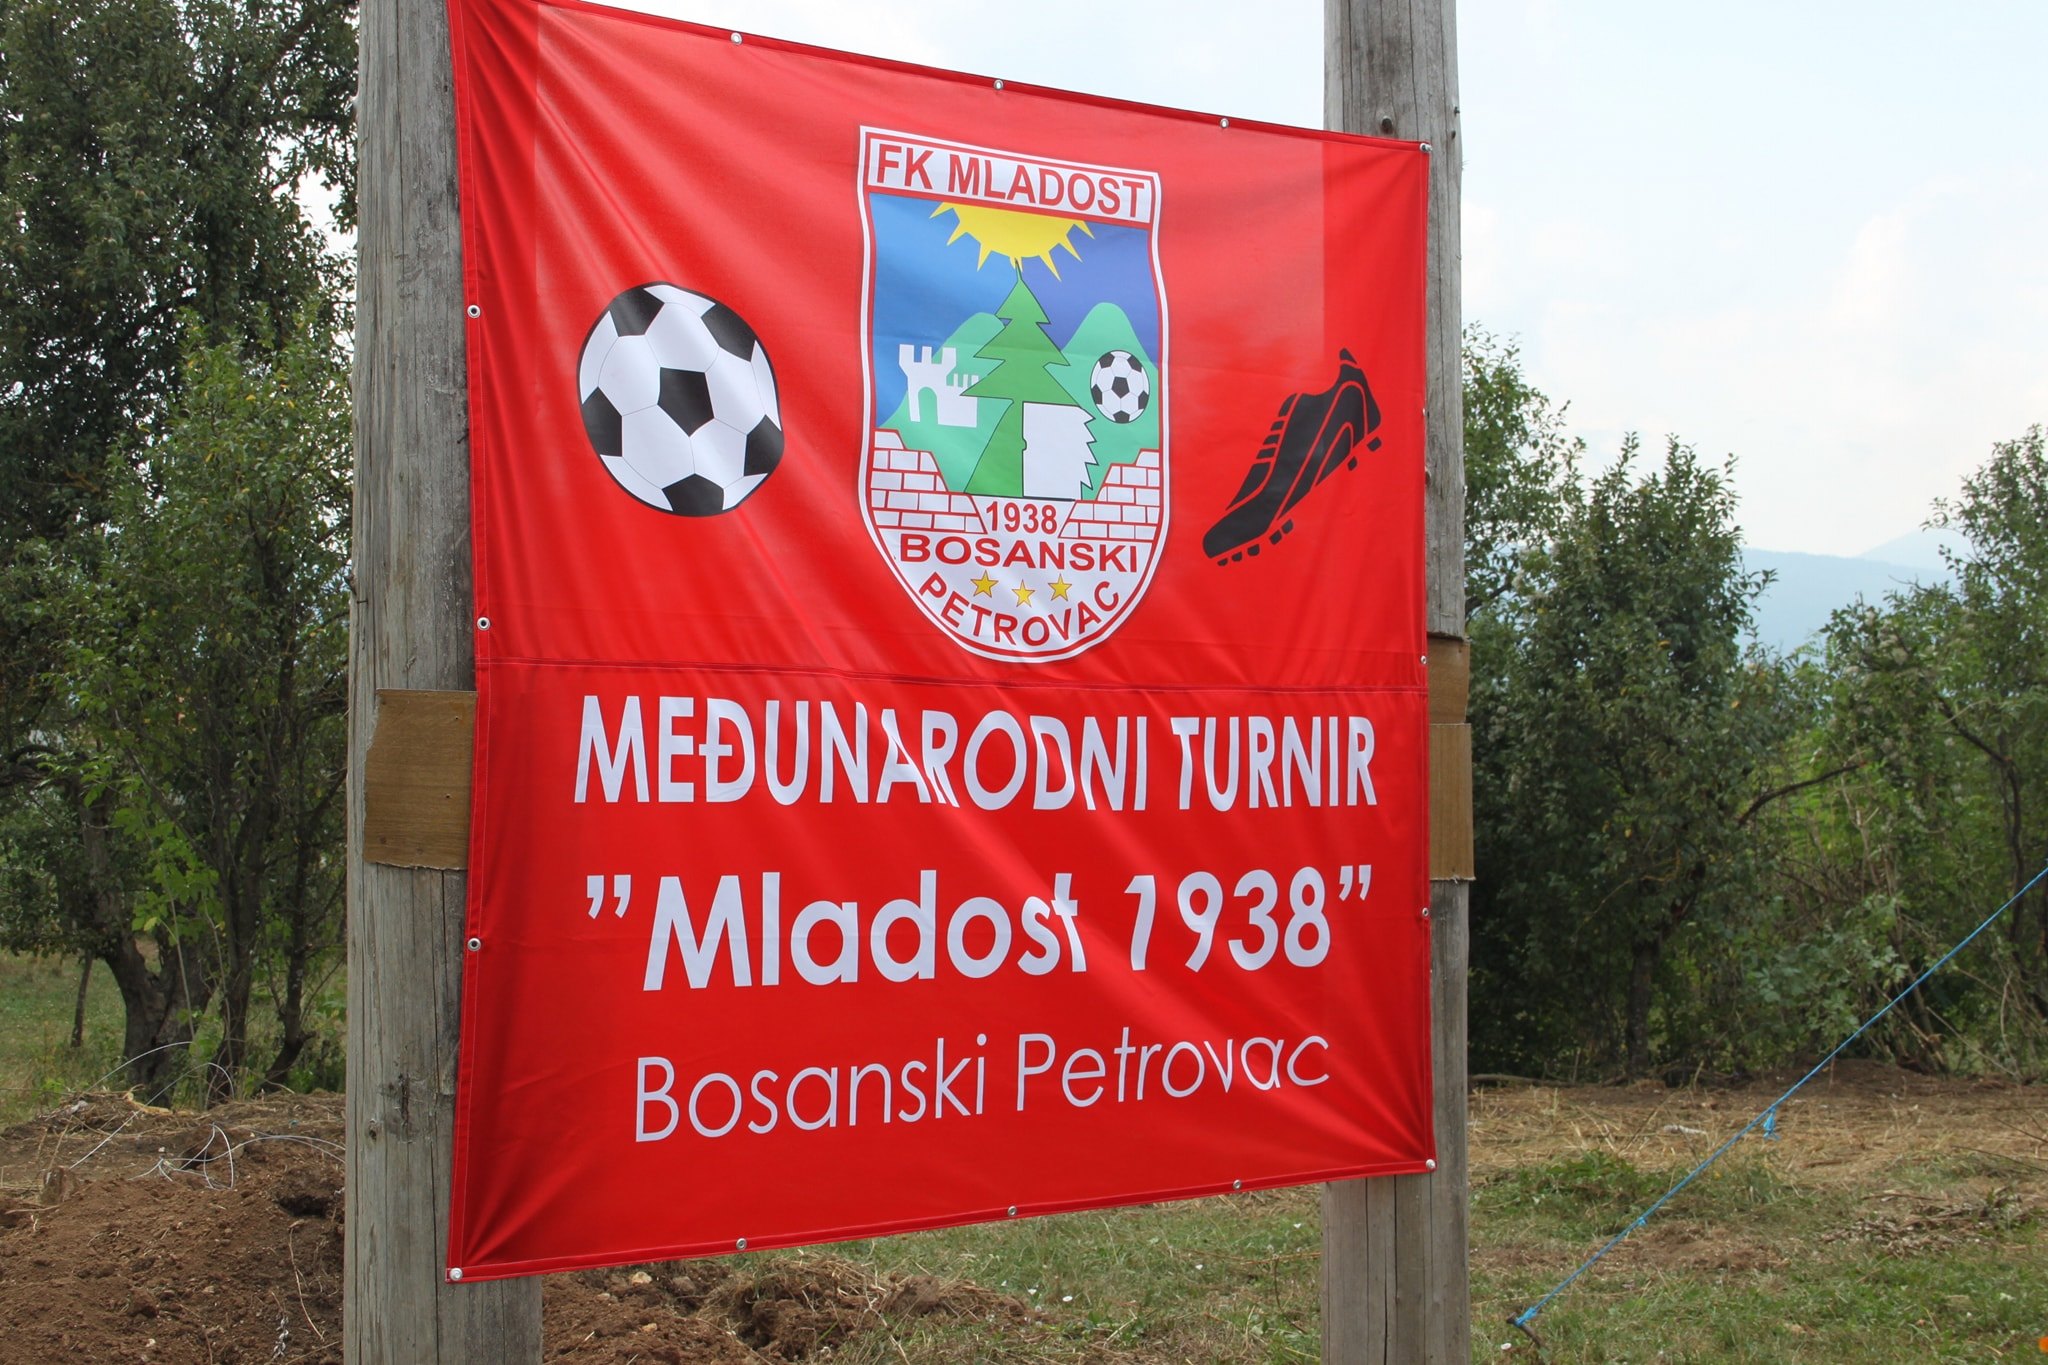 FK MLADOST
1938
BOSANSKI
PETROVAC
MEĐUNARODNI TURNIR
”Mladost 1938”
Bosanski Petrovac